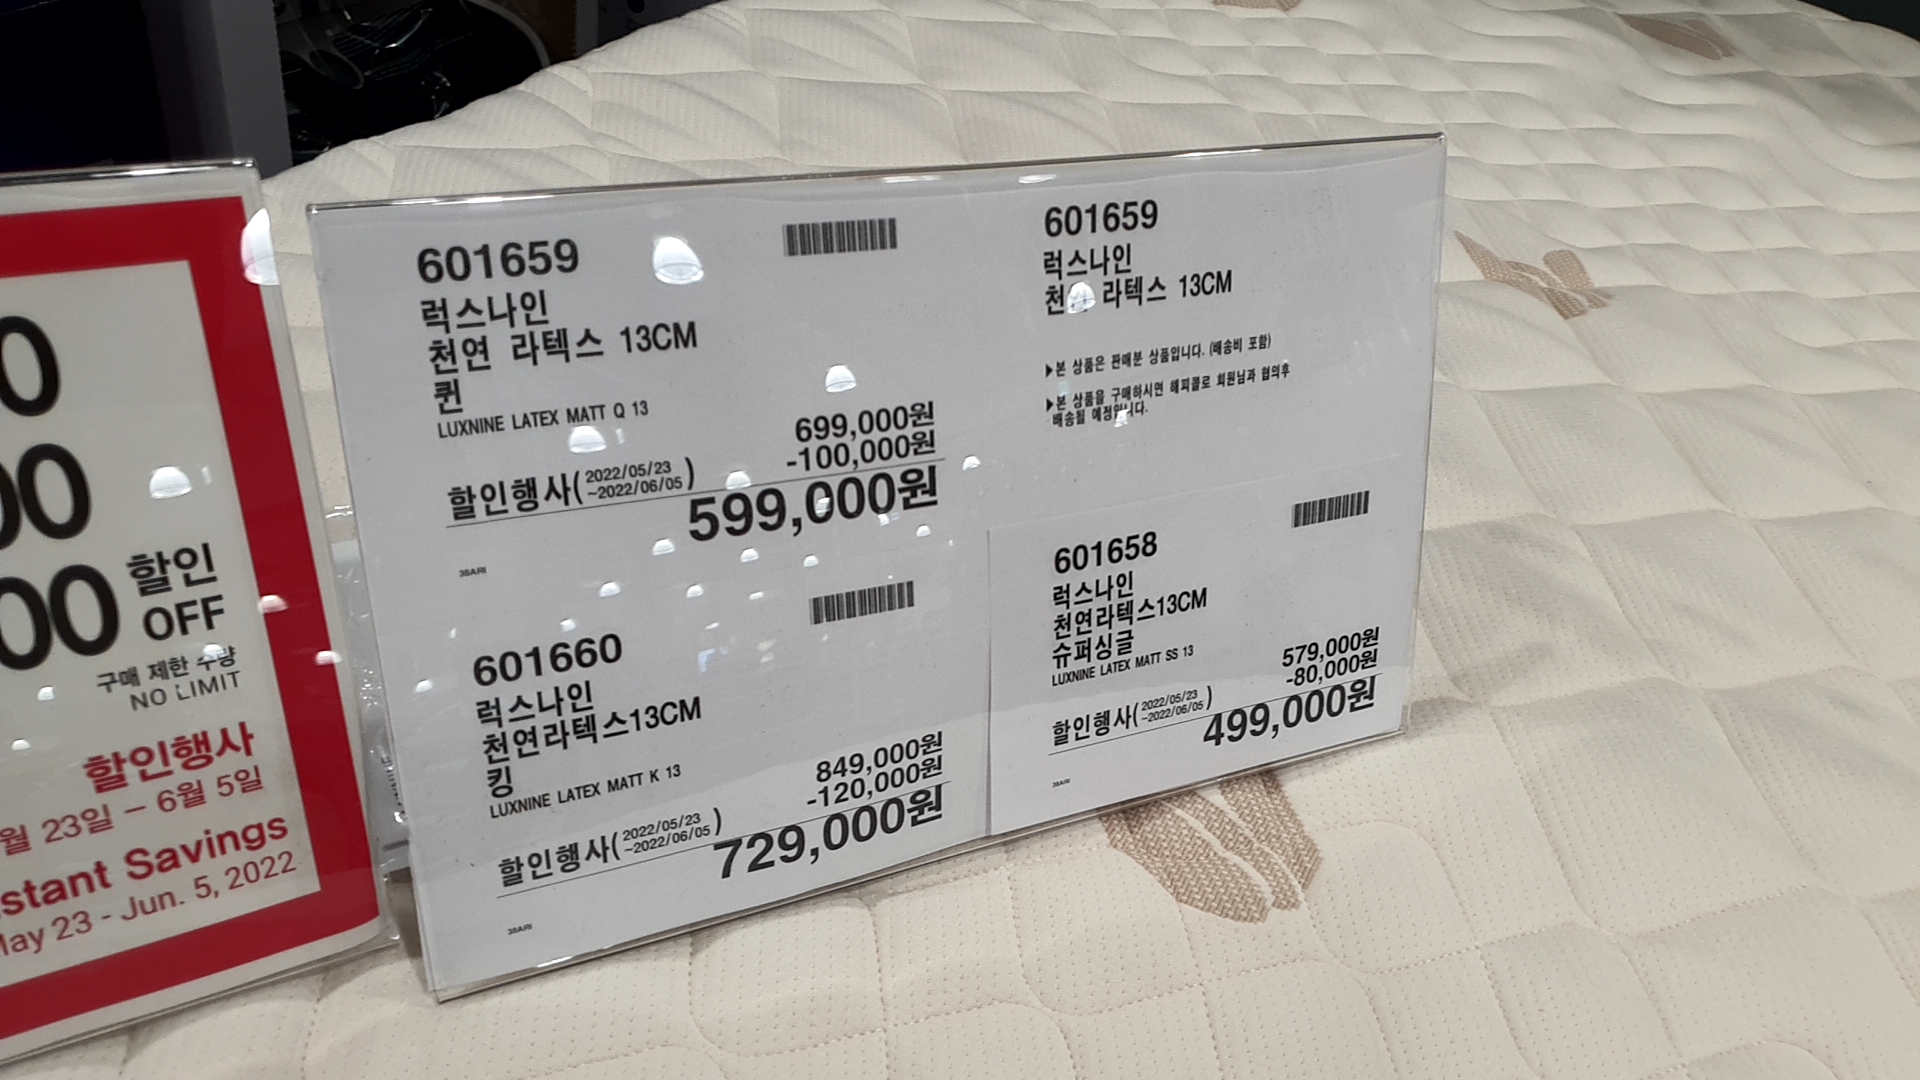 0
00
00 할인
OFF
구매 제한 수량
NO LIMIT
할인행사
월 23일 – 6월 5일
stant Savings
May 23 - Jun. 5, 2022
601659
럭스나인
천연 라텍스 13CM
퀸
LUXNINE LATEX MATT Q 13
699,000원
-100,000원
할인행사(2022/05/23
~2022/06/05)
599,000원
38ARI
601659
럭스나인
천연 라텍스 13CM
▶본 상품은 판매분 상품입니다. (배송비 포함)
▶본 상품을 구매하시면 해피콜로 회원님과 협의후
배송될 예정입니다.
601660
럭스나인
천연라텍스13CM
킹
LUXNINE LATEX MATT K 13
849,000원
-120,000원
할인행사(2022/05/23
~2022/06/05)
729,000원
38ARI
601658
럭스나인
천연라텍스13CM
슈퍼싱글
LUXNINE LATEX MATT SS 13
579,000원
-80,000원
할인행사(2022/05/23
~2022/06/05)
499,000원
38ARI